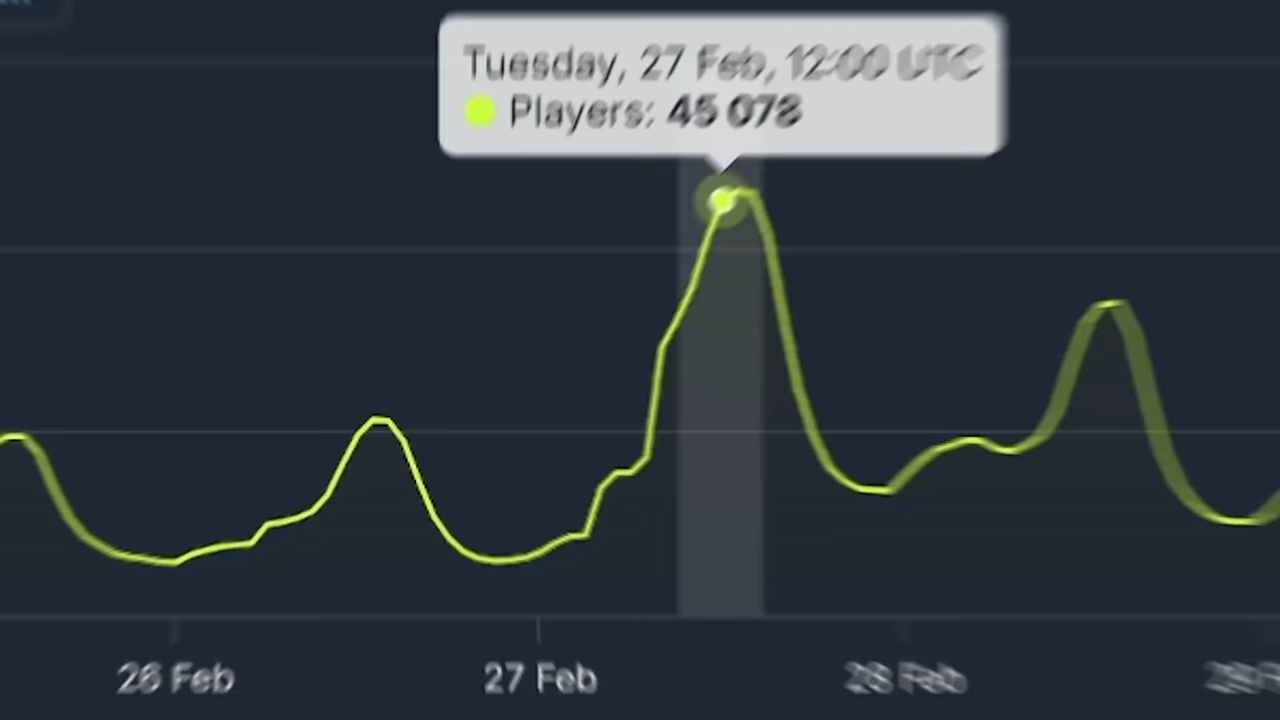 Tuesday, 27 Feb, 12:00 UTC
Players: 45 078
26 Feb
27 Feb
28 Feb